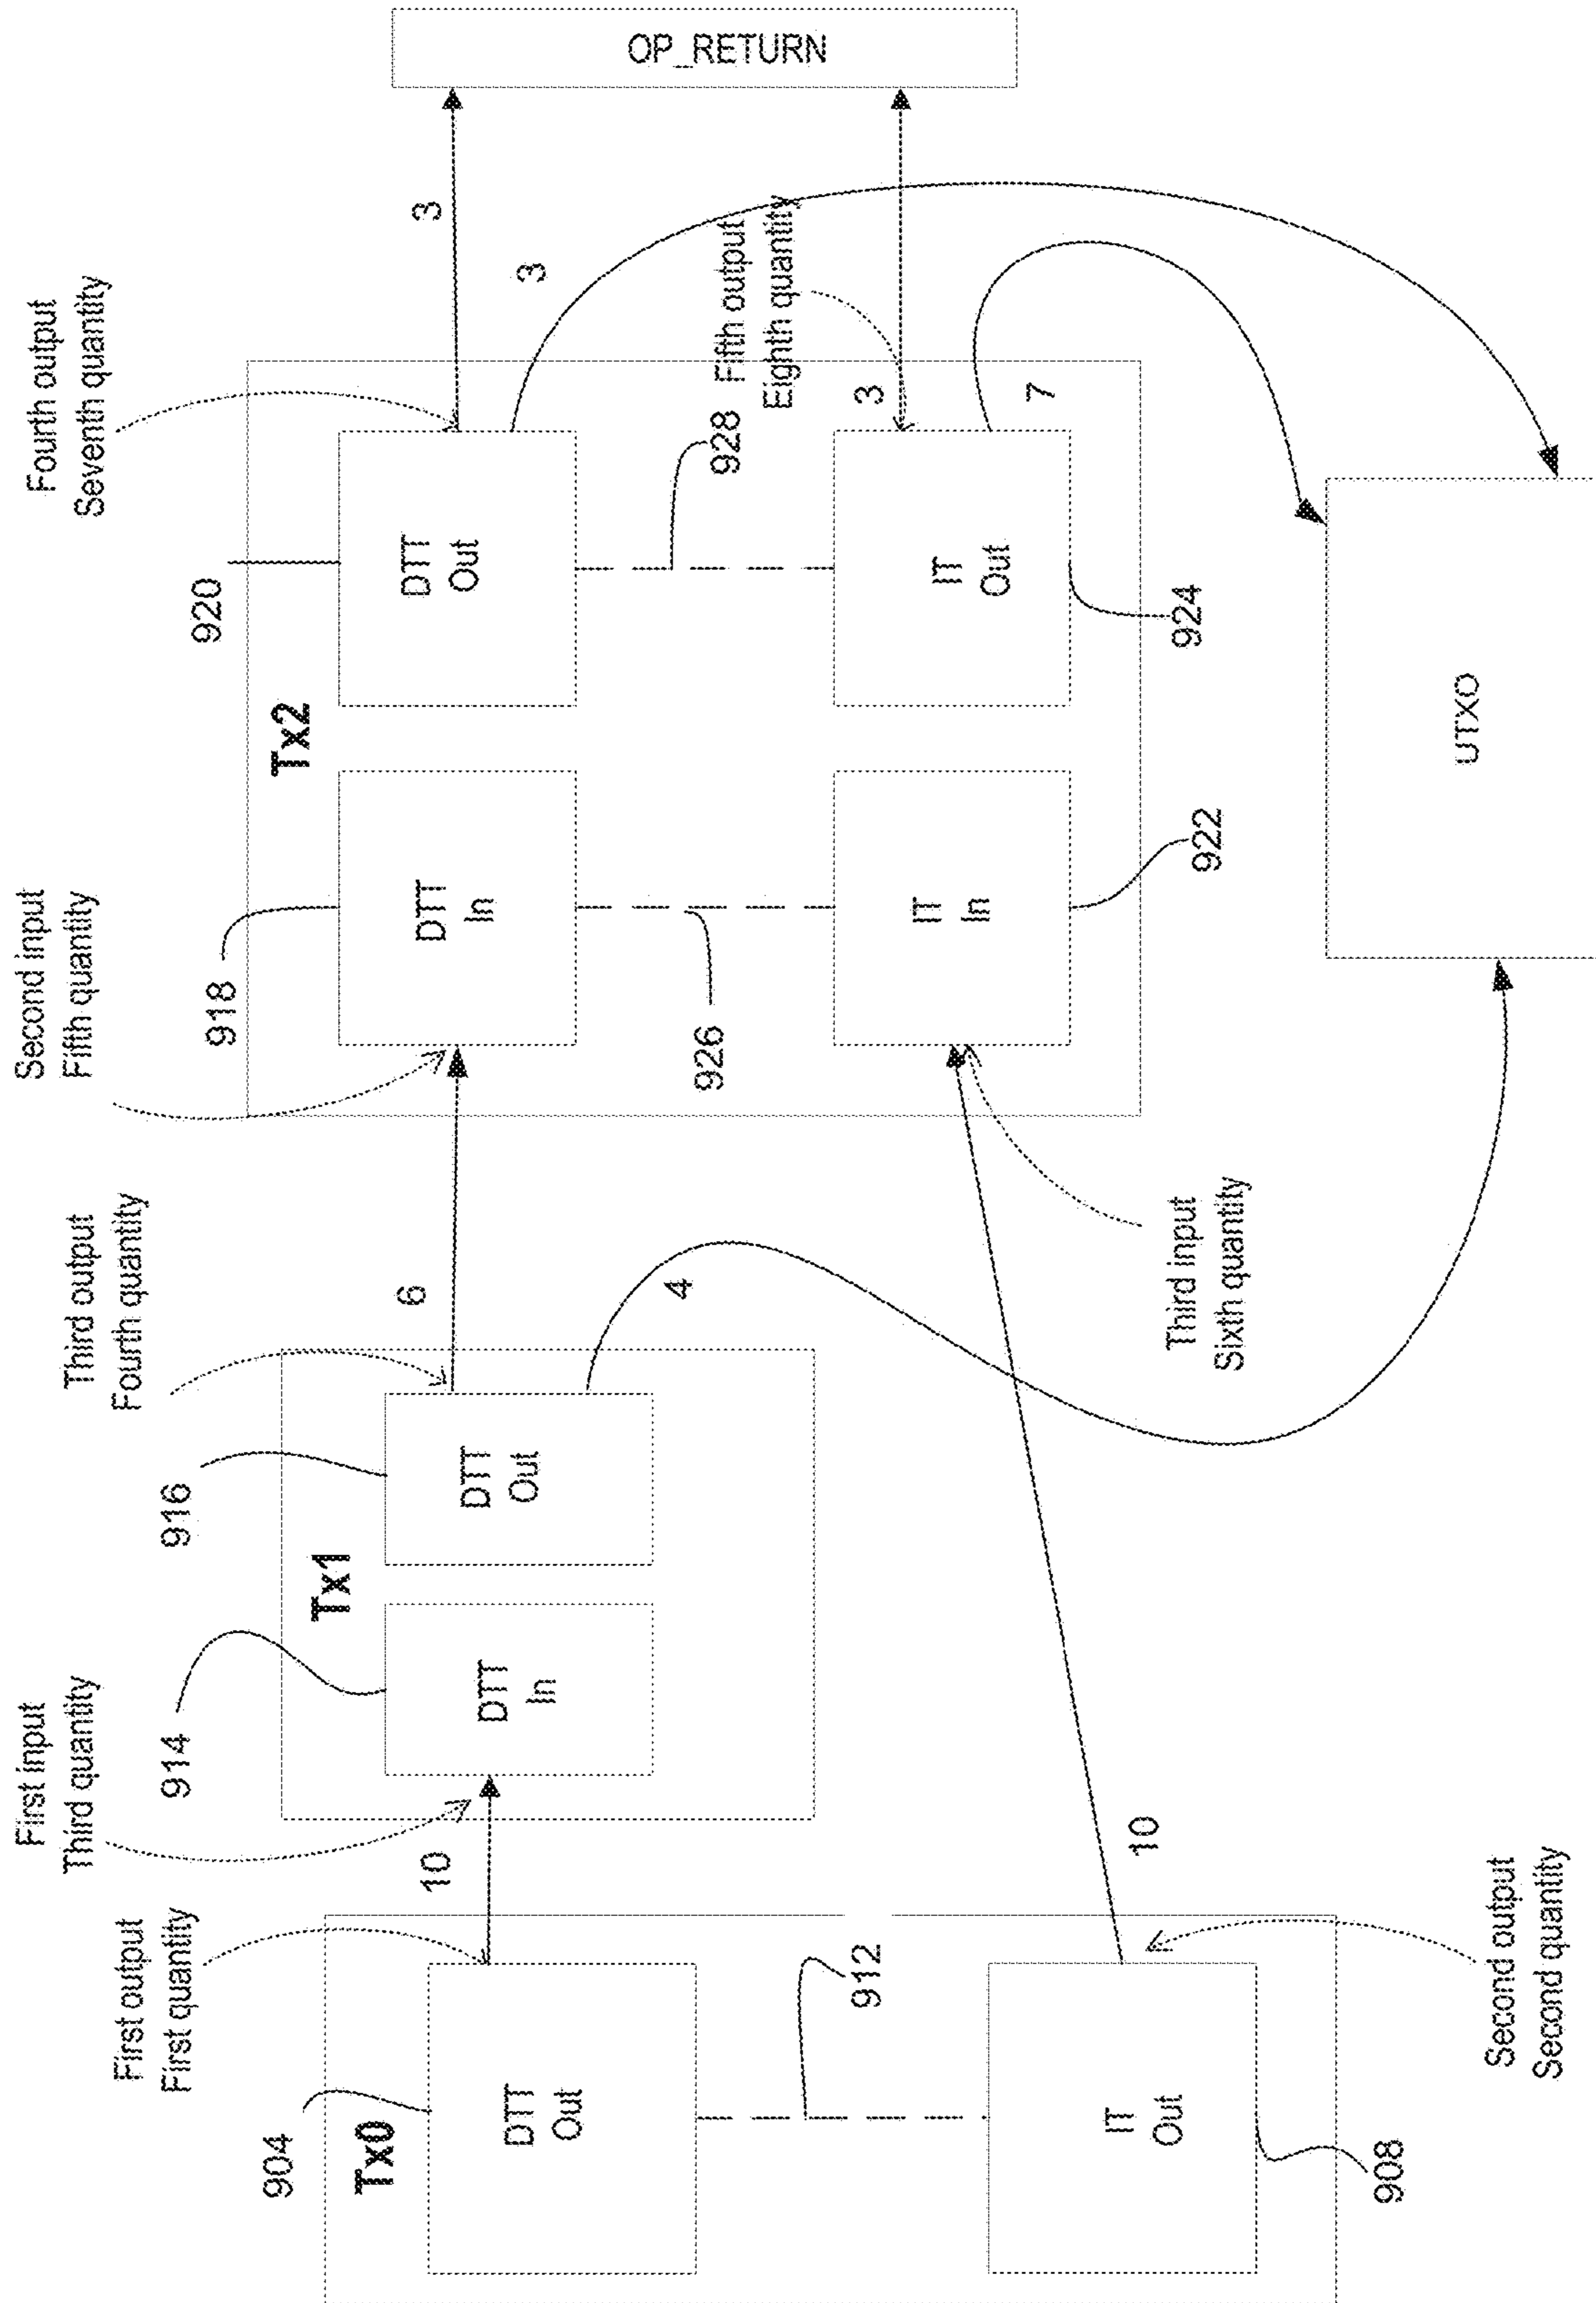 First output
First quantity
904
Tx0
DTT
Out
912
IT
Out
908
Second output
Second quantity
10
10
First input
Third quantity
914
Tx1
DTT
In
916
DTT
Out
Third output
Fourth quantity
6
4
Second input
Fifth quantity
918
Tx2
DTT
In
926
IT
In
922
Third input
Sixth quantity
920
DTT
Out
928
IT
Out
924
Fourth output
Seventh quantity
3
3
Fifth output
Eighth quantity
3
7
OP_RETURN
UTXO